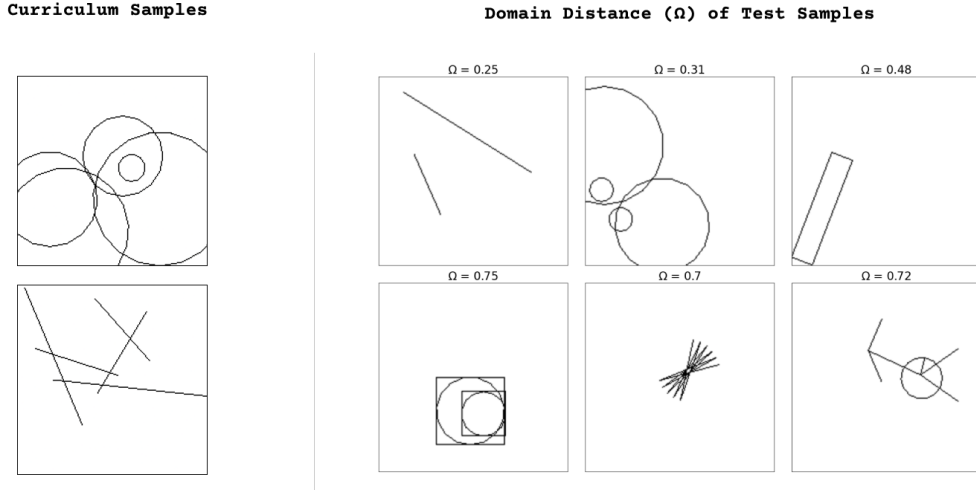 Curriculum Samples
Domain Distance (Ω) of Test Samples
Ω = 0.25
Ω = 0.31
Ω = 0.48
Ω = 0.75
Ω = 0.7
Ω = 0.72